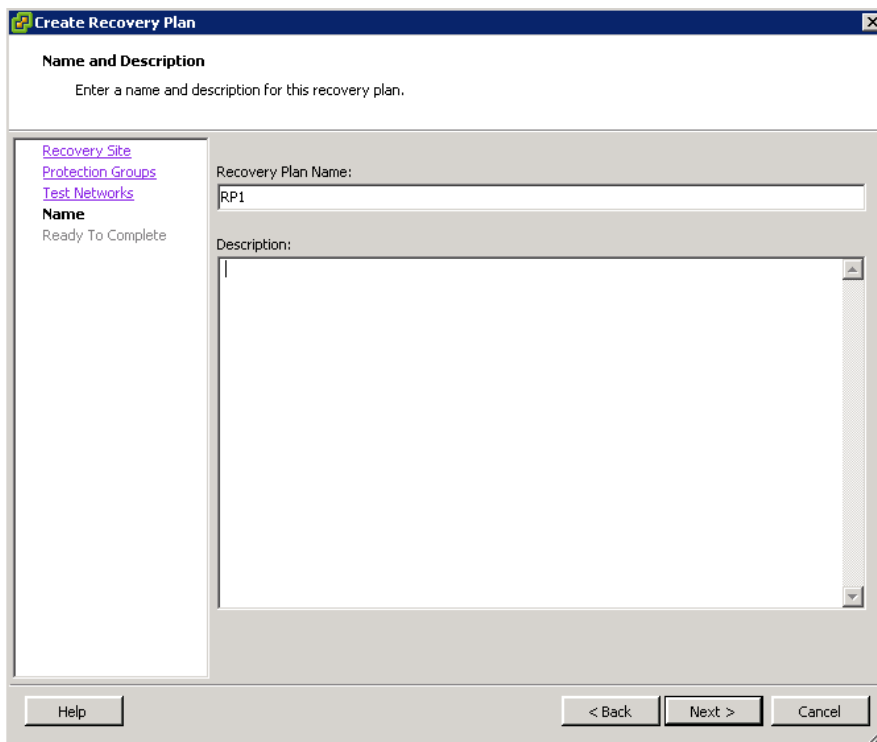 Create Recovery Plan
Name and Description
Enter a name and description for this recovery plan.
Recovery Site
Protection Groups
Test Networks
Name
Ready To Complete
Recovery Plan Name:
RP1
Description:
Help
< Back
Next >
Cancel